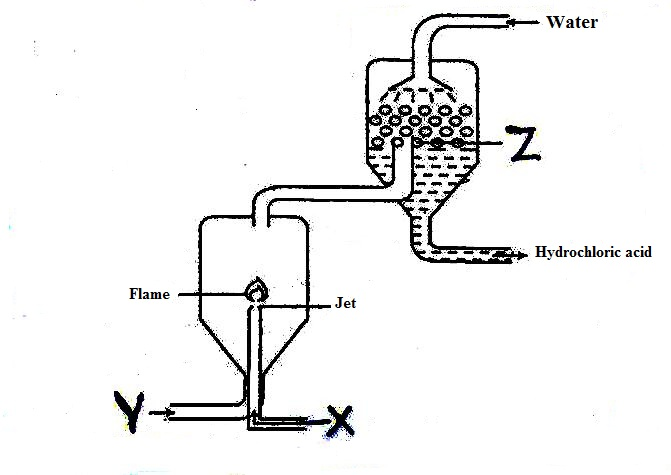 Water
Z
Hydrochloric acid
Flame
Jet
Y
X